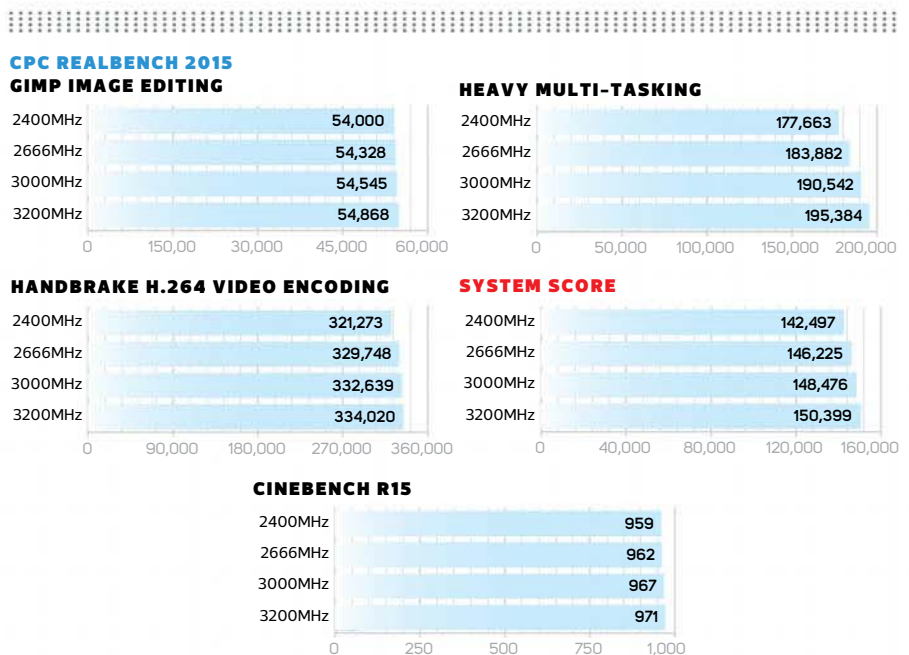 CPC REALBENCH 2015
GIMP IMAGE EDITING
2400MHz 54,000
2666MHz 54,328
3000MHz 54,545
3200MHz 54,868
0 150,00 30,000 45,000 60,000
HEAVY MULTI-TASKING
2400MHz 177,663
2666MHz 183,882
3000MHz 190,542
3200MHz 195,384
0 50,000 100,000 150,000 200,000
HANDBRAKE H.264 VIDEO ENCODING
2400MHz 321,273
2666MHz 329,748
3000MHz 332,639
3200MHz 334,020
0 90,000 180,000 270,000 360,000
SYSTEM SCORE
2400MHz 142,497
2666MHz 146,225
3000MHz 148,476
3200MHz 150,399
0 40,000 80,000 120,000 160,000
CINEBENCH R15
2400MHz 959
2666MHz 962
3000MHz 967
3200MHz 971
0 250 500 750 1,000